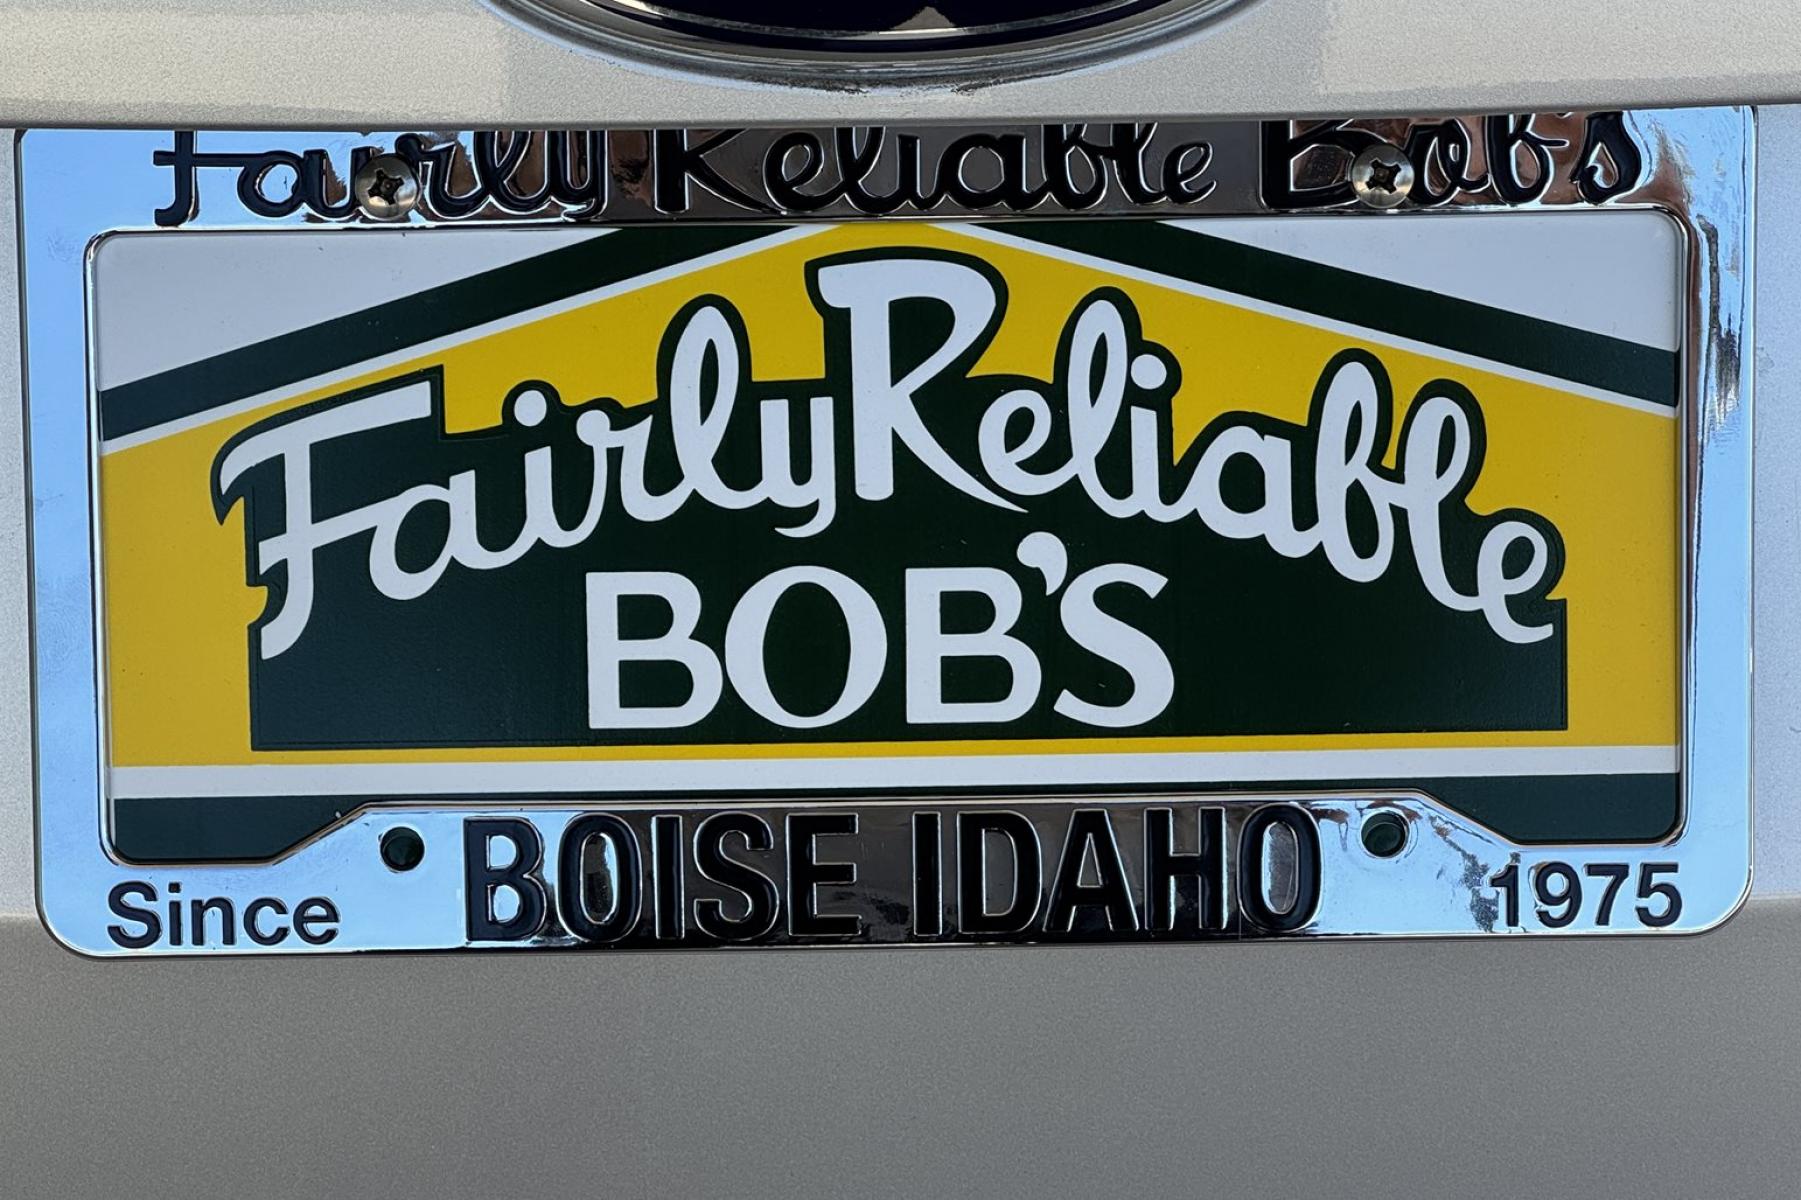 Fairly Reliable Bob's
Fairly Reliable
BOB'S
BOISE IDAHO
Since 1975